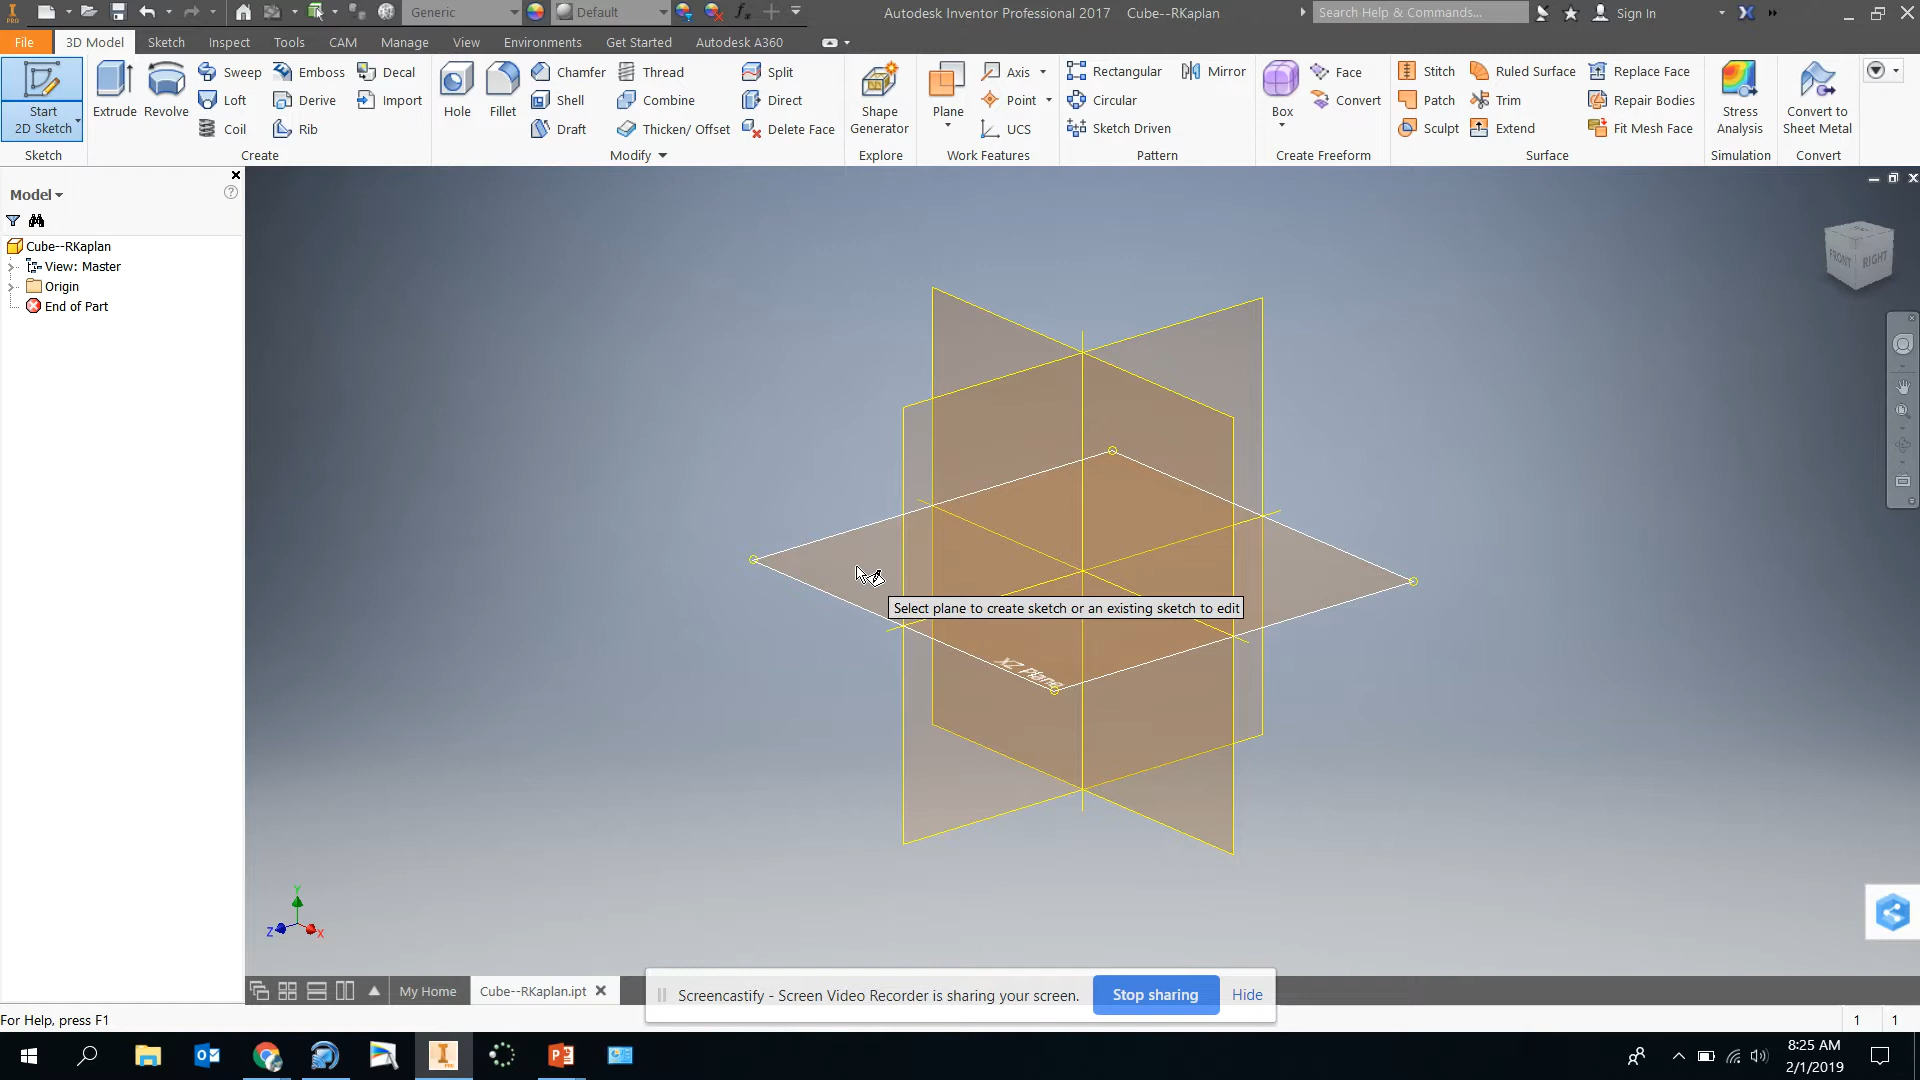 Generic
Default
Autodesk Inventor Professional 2017 Cube--RKaplan
Search Help & Commands...
Sign In
File 3D Model Sketch Inspect Tools CAM Manage View Environments Get Started Autodesk A360
Start
2D Sketch
Sketch
Extrude
Revolve
Sweep
Loft
Coil
Emboss
Derive
Rib
Decal
Import
Create
Hole
Fillet
Chamfer
Shell
Draft
Thread
Combine
Thicken/ Offset
Split
Direct
Delete Face
Modify
Shape
Generator
Explore
Plane
Axis
Point
UCS
Work Features
Rectangular
Circular
Sketch Driven
Mirror
Pattern
Box
Face
Convert
Create Freeform
Stitch
Patch
Sculpt
Ruled Surface
Trim
Extend
Replace Face
Repair Bodies
Fit Mesh Face
Surface
Stress
Analysis
Simulation
Convert to
Sheet Metal
Convert
Model
Cube--RKaplan
View: Master
Origin
End of Part
FRONT
RIGHT
Select plane to create sketch or an existing sketch to edit
XZ Plane
Y
Z
X
My Home
Cube--RKaplan.ipt
Screencastify - Screen Video Recorder is sharing your screen.
Stop sharing
Hide
For Help, press F1
1 1
8:25 AM
2/1/2019